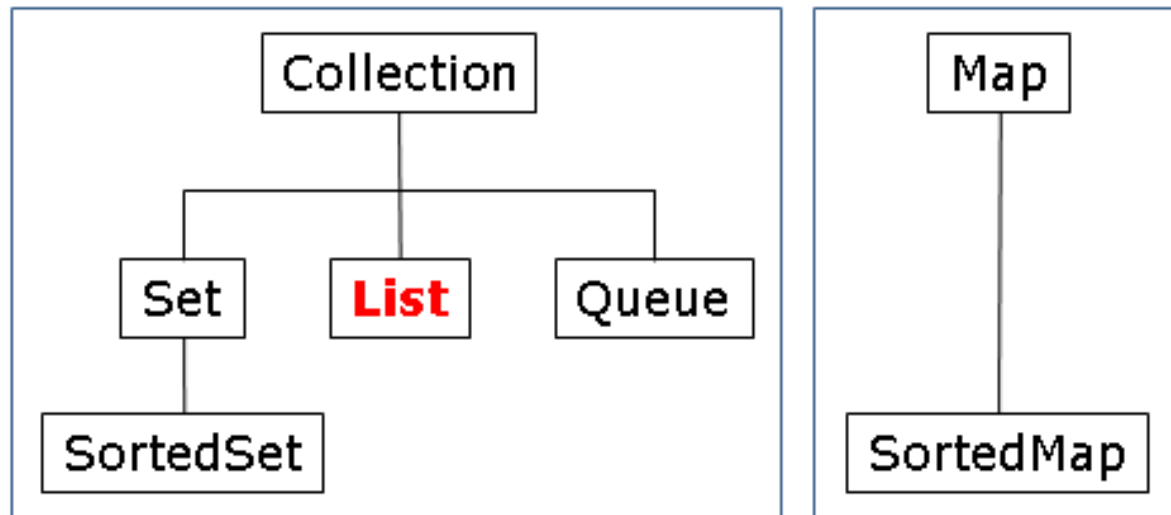 Collection
Map
Set
List
Queue
SortedSet
SortedMap